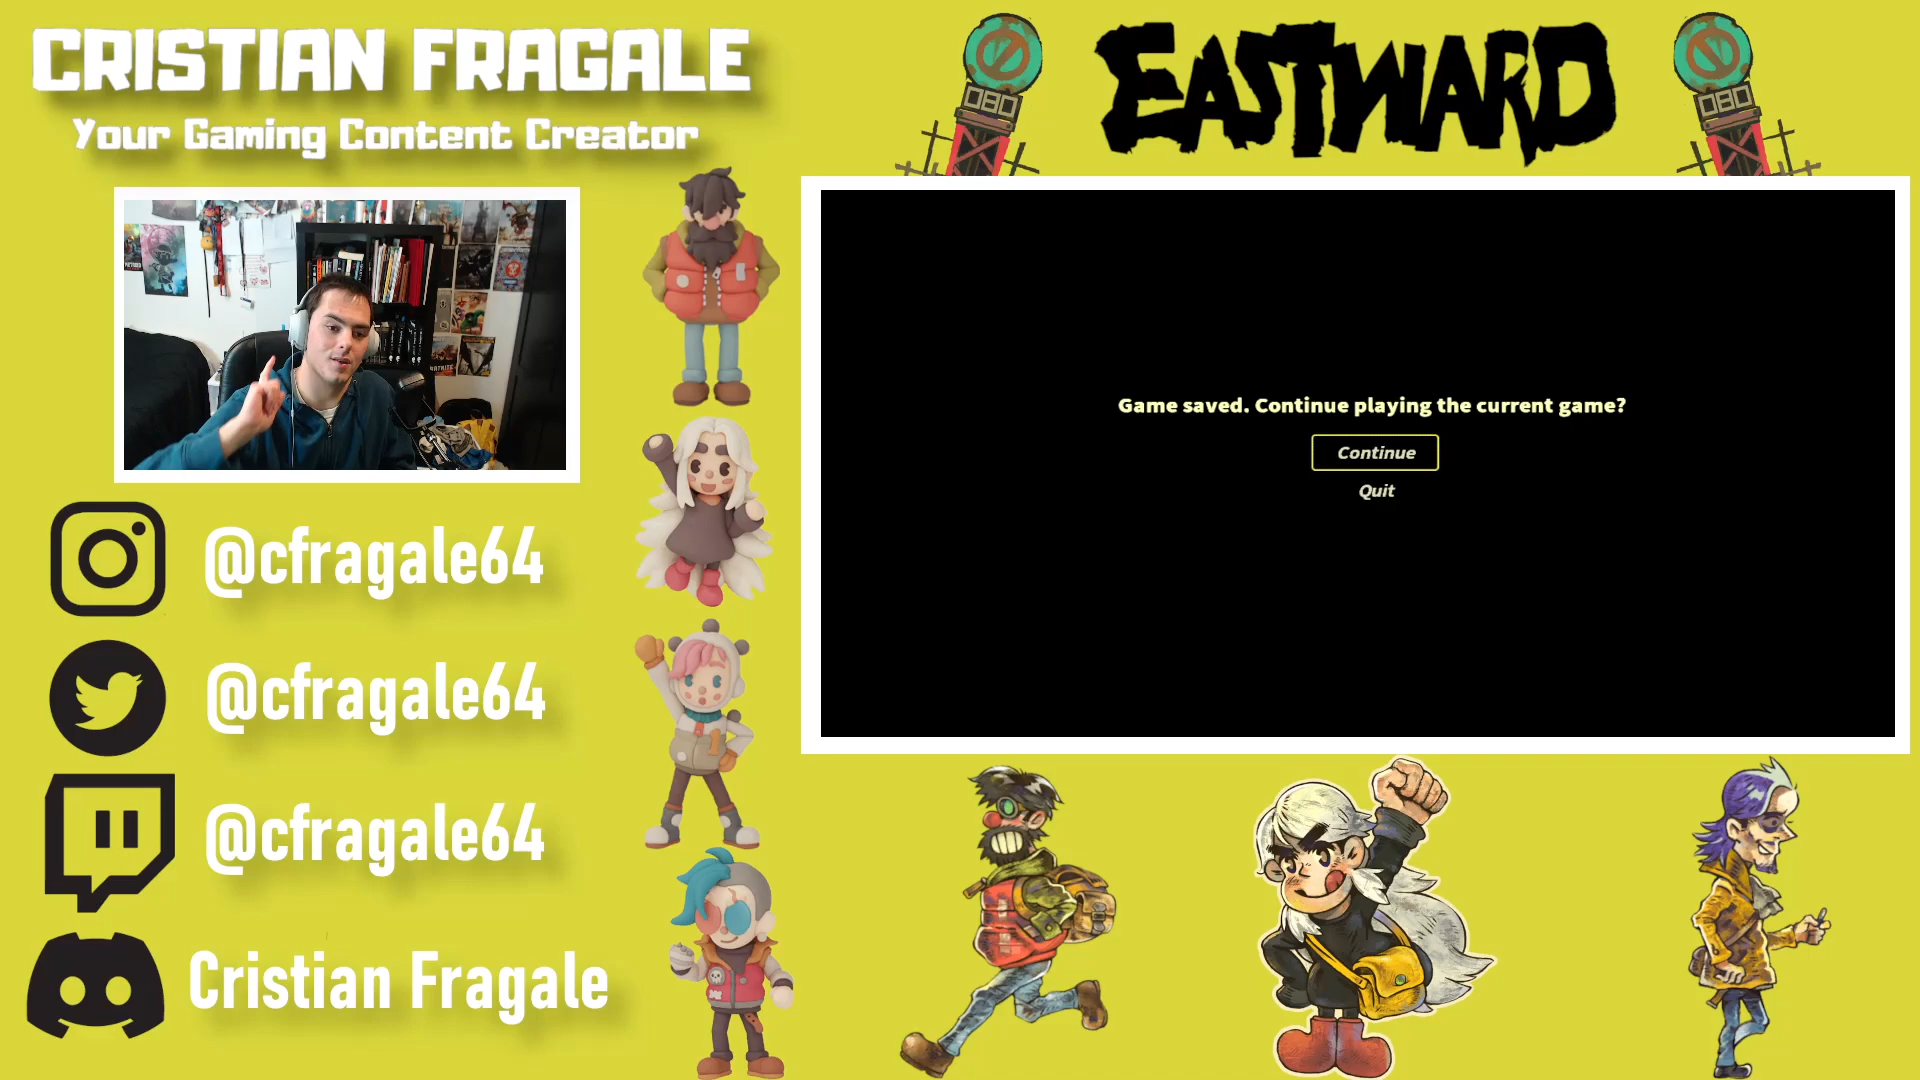 CRISTIAN FRAGALE
Your Gaming Content Creator
EASTWARD
Game saved. Continue playing the current game?
Continue
Quit
@cfragale64
@cfragale64
@cfragale64
Cristian Fragale